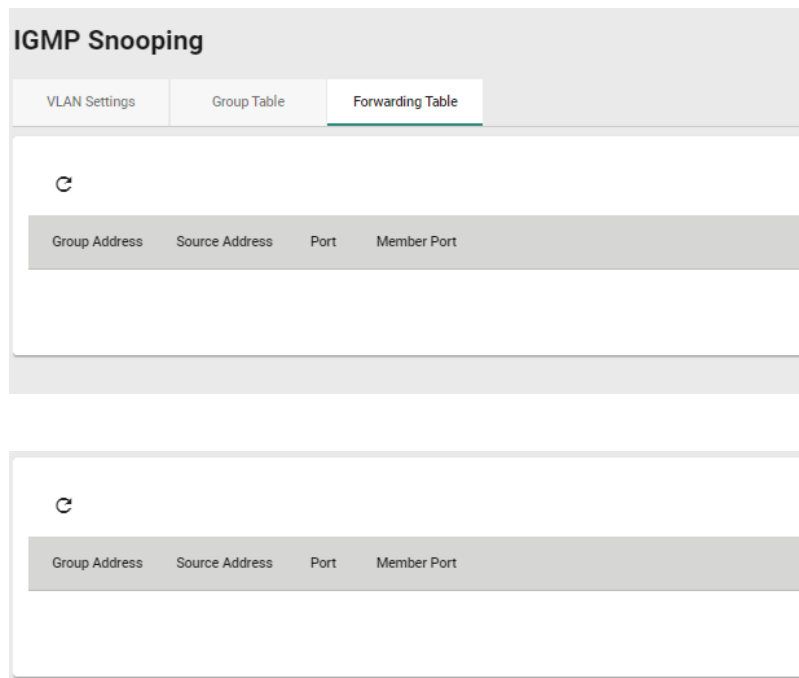 IGMP Snooping
VLAN Settings Group Table Forwarding Table
Group Address Source Address Port Member Port
Group Address Source Address Port Member Port